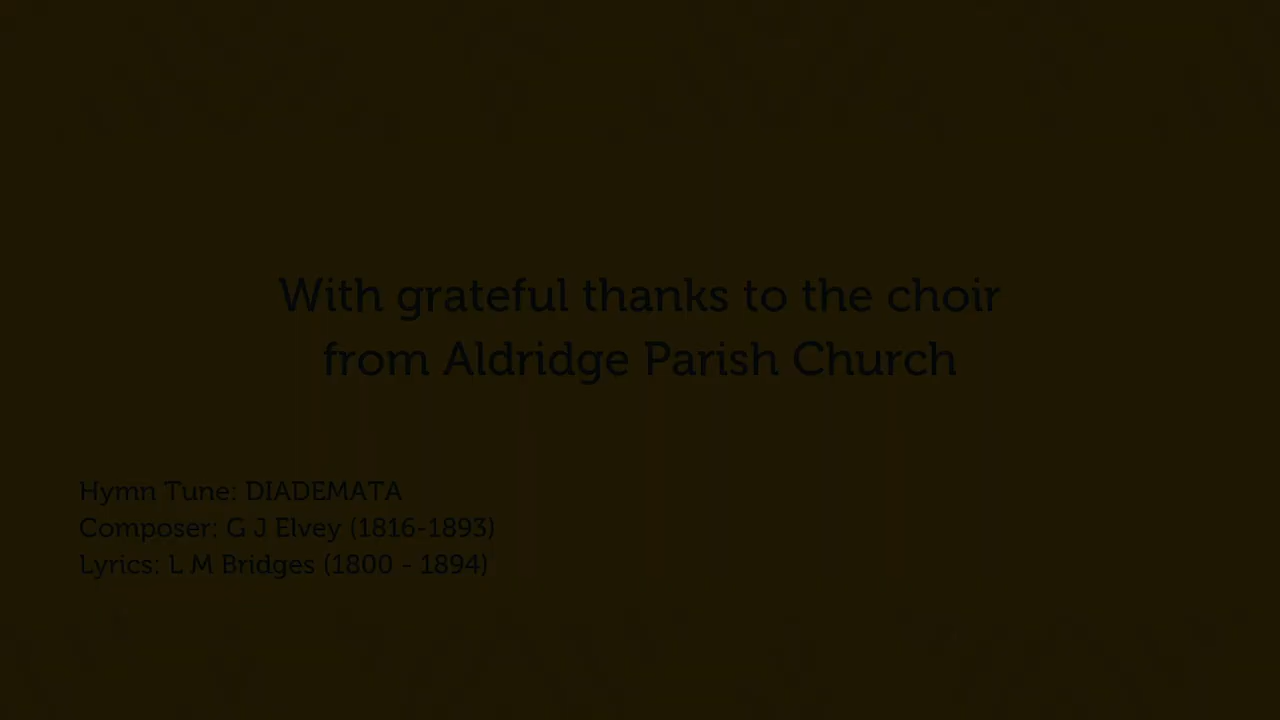 With grateful thanks to the choir
from Aldridge Parish Church
Hymn Tune: DIADEMATA
Composer: G J Elvey (1816-1893)
Lyrics: L M Bridges (1800 - 1894)